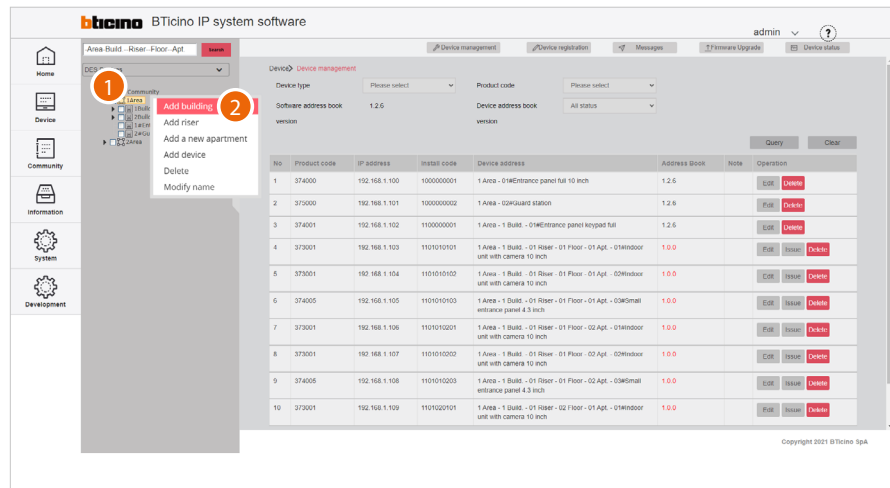 bticino BTicino IP system software
admin
?
Area-Build.-Riser-Floor-Apt. Search
Device management Device registration Messages Firmware Upgrade Device status
Home
Device
Community
Information
System
Development
Community
1Area
2Area
1
2
Add building
Add riser
Add a new apartment
Add device
Delete
Modify name
Device> Device management
Device type Please select Product code Please select
Software address book version 1.2.6 Device address book version All status
Query Clear
No Product code IP address Install code Device address Address Book Note Operation
1 374000 192.168.1.100 1000000001 1 Area - 01#Entrance panel full 10 inch 1.2.6 Edit Delete
2 375000 192.168.1.101 1000000002 1 Area - 02#Guard station 1.2.6 Edit Delete
3 374001 192.168.1.102 1100000001 1 Area - 1 Build. - 01#Entrance panel keypad full 1.2.6 Edit Delete
4 373001 192.168.1.103 1101010101 1 Area - 1 Build. - 01 Riser - 01 Floor - 01 Apt. - 01#Indoor unit with camera 10 inch 1.0.0 Edit Issue Delete
5 373001 192.168.1.104 1101010102 1 Area - 1 Build. - 01 Riser - 01 Floor - 01 Apt. - 02#Indoor unit with camera 10 inch 1.0.0 Edit Issue Delete
6 374005 192.168.1.105 1101010103 1 Area - 1 Build. - 01 Riser - 01 Floor - 01 Apt. - 03#Small entrance panel 4.3 inch 1.0.0 Edit Issue Delete
7 373001 192.168.1.106 1101010201 1 Area - 1 Build. - 01 Riser - 01 Floor - 02 Apt. - 01#Indoor unit with camera 10 inch 1.0.0 Edit Issue Delete
8 373001 192.168.1.107 1101010202 1 Area - 1 Build. - 01 Riser - 01 Floor - 02 Apt. - 02#Indoor unit with camera 10 inch 1.0.0 Edit Issue Delete
9 374005 192.168.1.108 1101010203 1 Area - 1 Build. - 01 Riser - 01 Floor - 02 Apt. - 03#Small entrance panel 4.3 inch 1.0.0 Edit Issue Delete
10 373001 192.168.1.109 1101020101 1 Area - 1 Build. - 01 Riser - 02 Floor - 01 Apt. - 01#Indoor unit with camera 10 inch 1.0.0 Edit Issue Delete
Copyright 2021 BTicino SpA